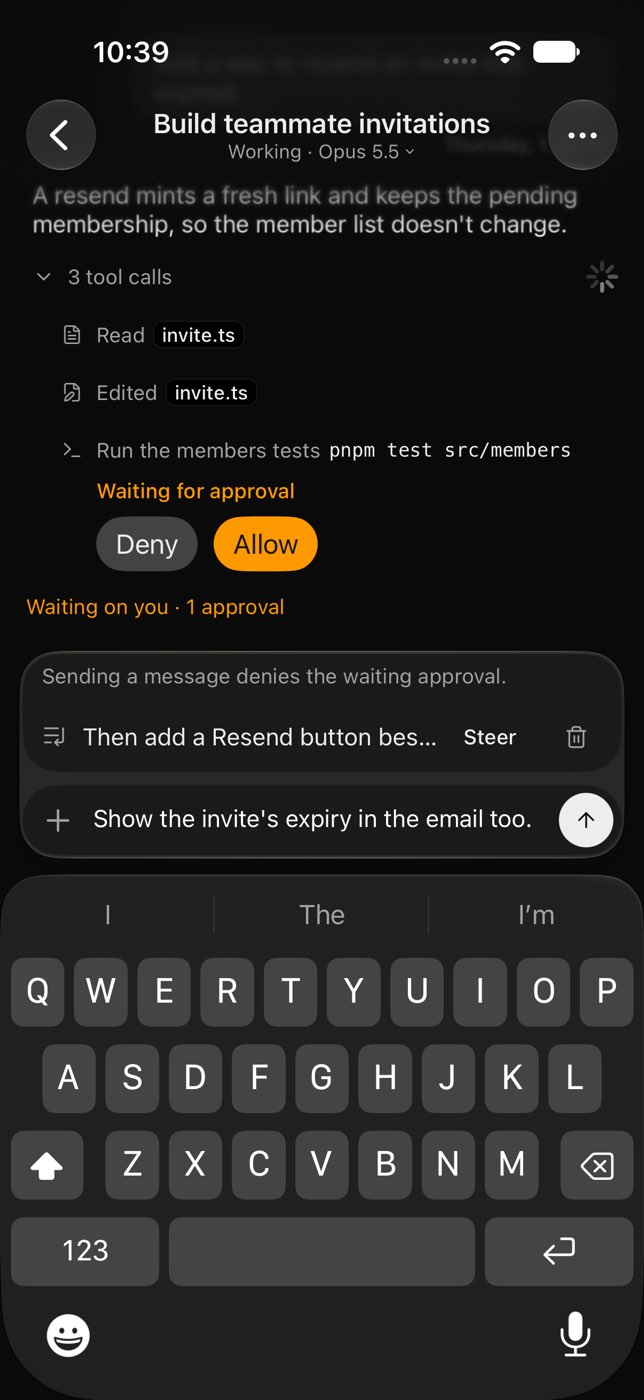 10:39
Build teammate invitations
Working · Opus 5.5
A resend mints a fresh link and keeps the pending
membership, so the member list doesn't change.
3 tool calls
Read invite.ts
Edited invite.ts
Run the members tests pnpm test src/members
Waiting for approval
Deny Allow
Waiting on you · 1 approval
Sending a message denies the waiting approval.
Then add a Resend button bes... Steer
Show the invite's expiry in the email too.
I The I’m
Q W E R T Y U I O P
A S D F G H J K L
Z X C V B N M
123